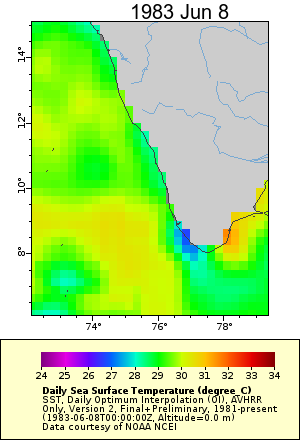 1983 Jun 8
14°
12°
10°
8°
74° 76° 78°
24 25 26 27 28 29 30 31 32 33 34
Daily Sea Surface Temperature (degree_C)
SST, Daily Optimum Interpolation (OI), AVHRR
Only, Version 2, Final+Preliminary, 1981-present
(1983-06-08T00:00:00Z, Altitude=0.0 m)
Data courtesy of NOAA NCEI